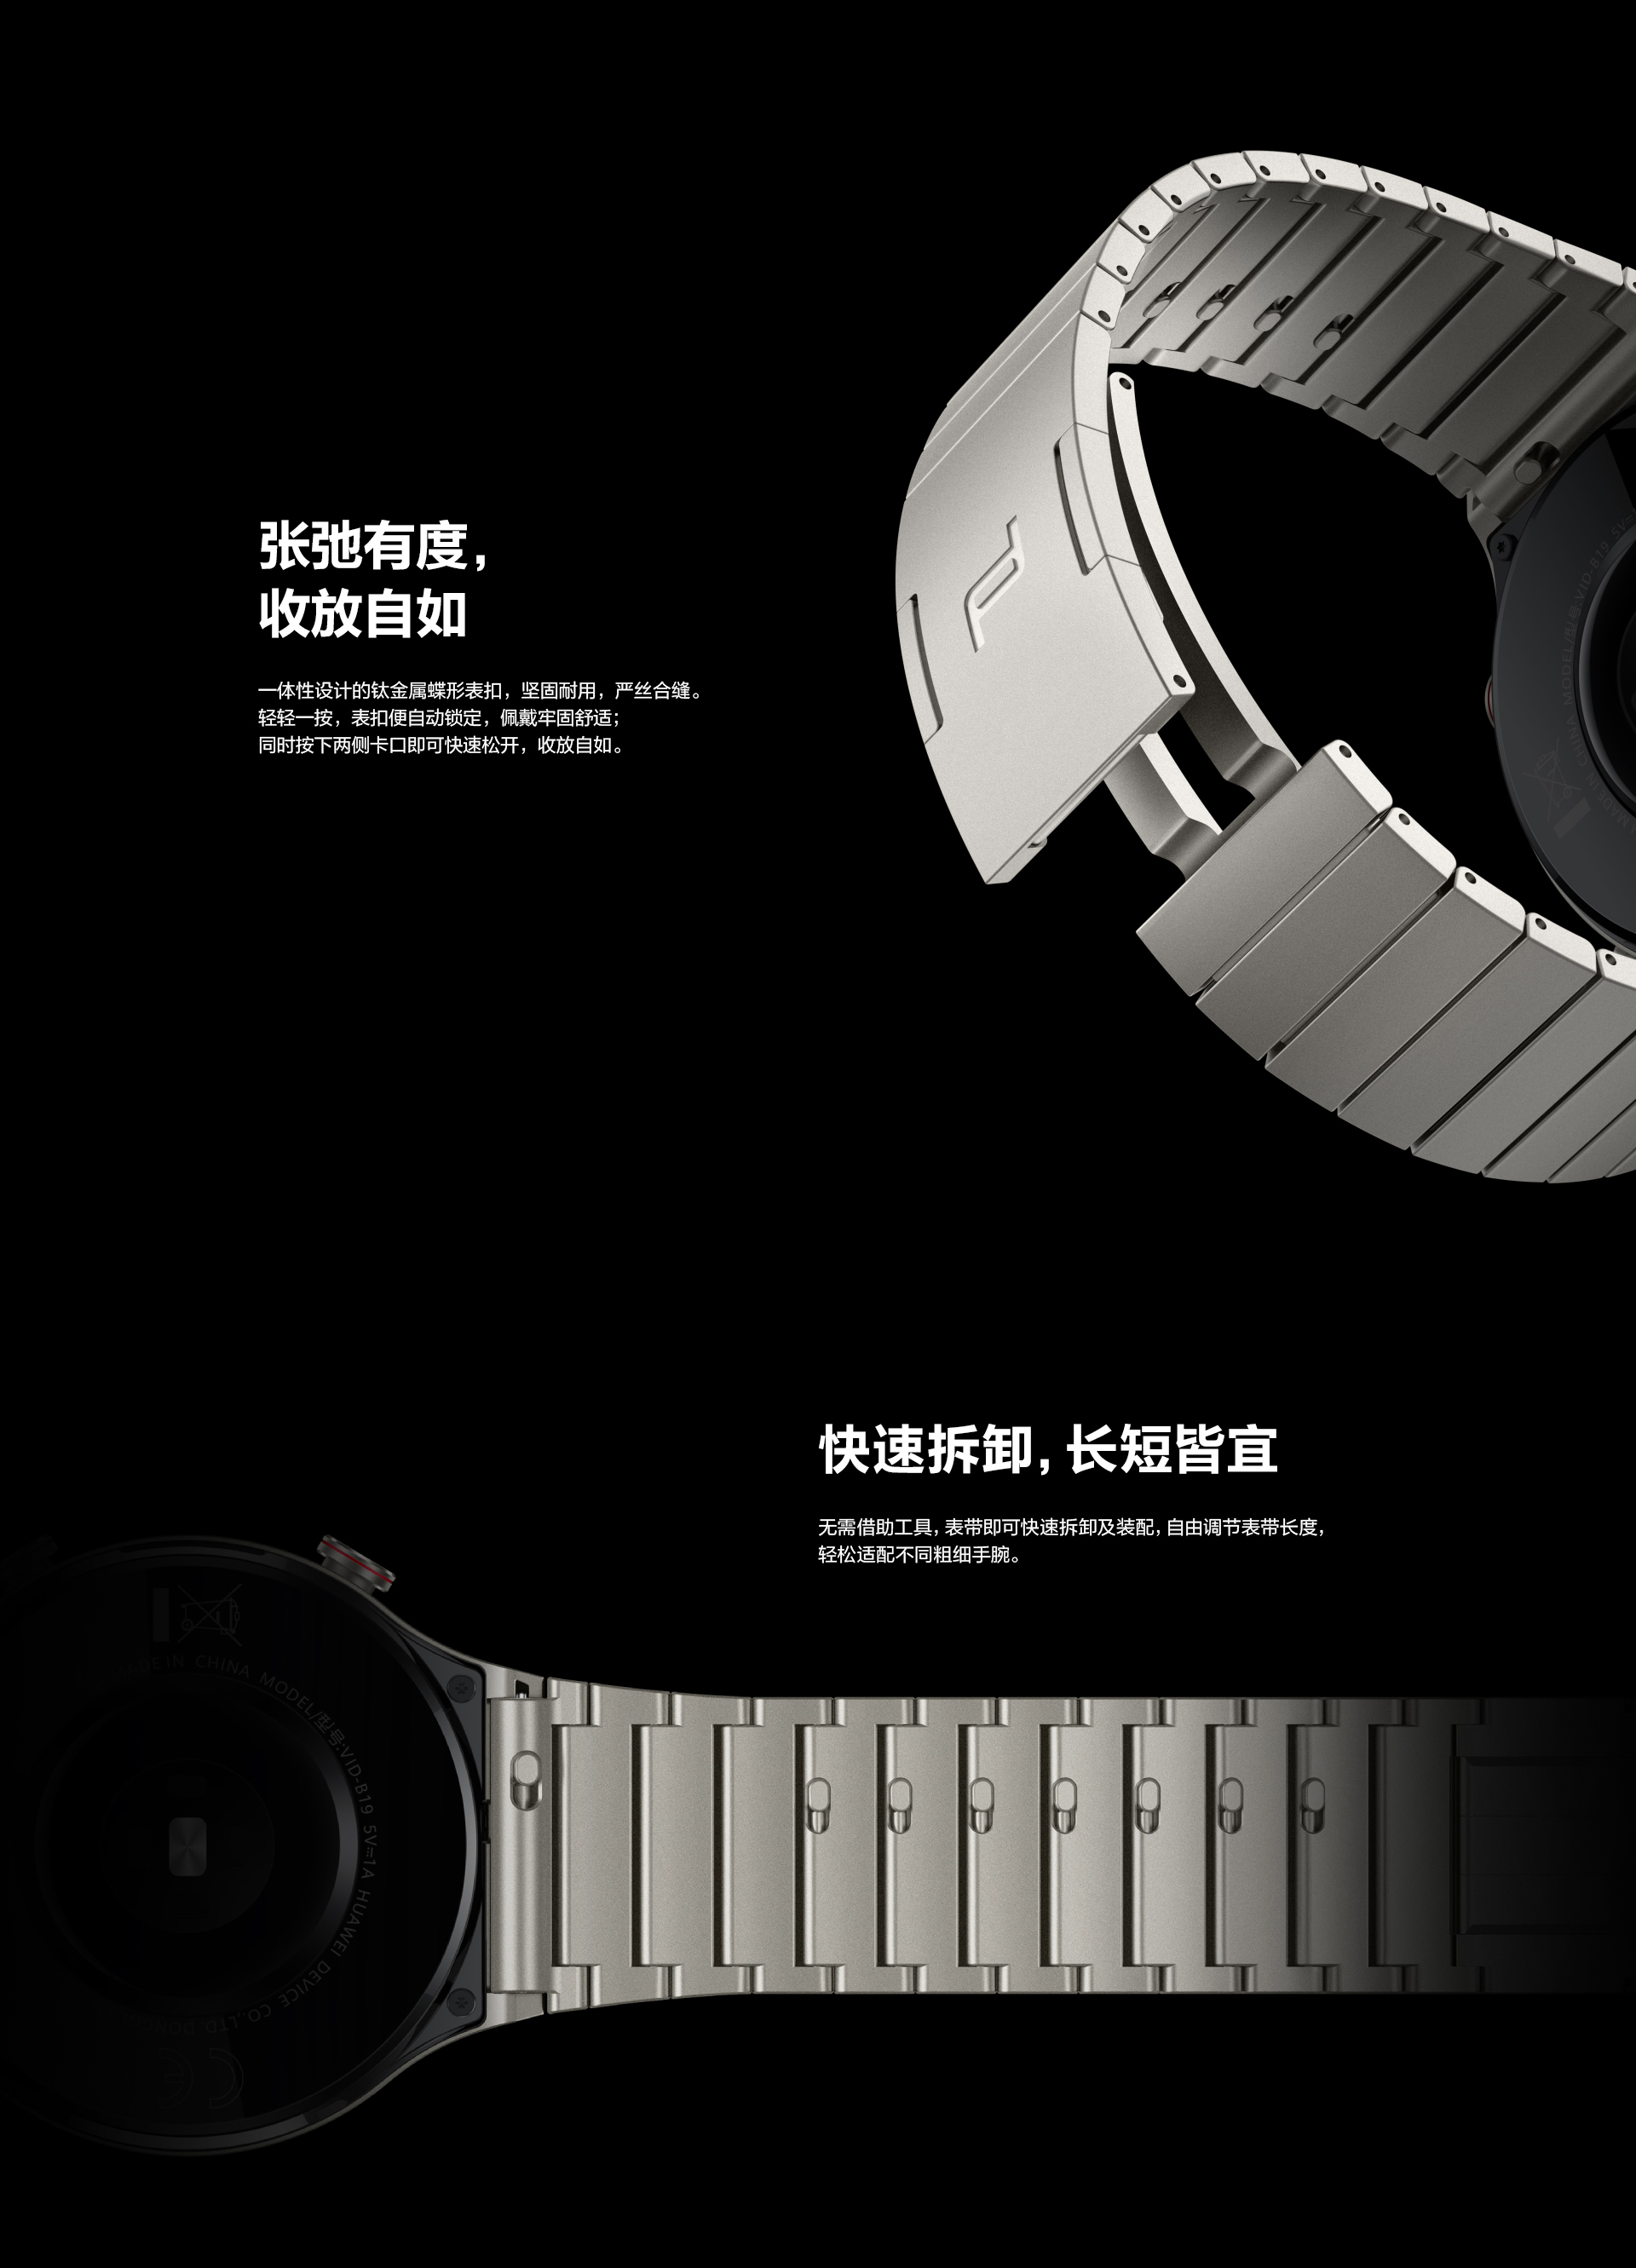 张弛有度，
收放自如
一体性设计的钛金属蝶形表扣，坚固耐用，严丝合缝。
轻轻一按，表扣便自动锁定，佩戴牢固舒适；
同时按下两侧卡口即可快速松开，收放自如。
快速拆卸，长短皆宜
无需借助工具，表带即可快速拆卸及装配，自由调节表带长度，
轻松适配不同粗细手腕。
MADE IN CHINA MODEL/型号:VID-B19 5V⎓1A HUAWEI DEVICE CO.,LTD.
CE